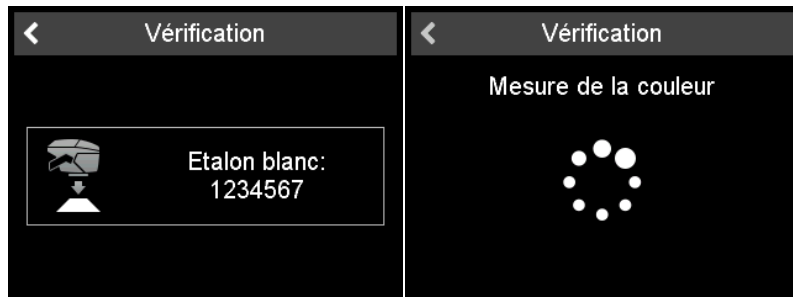 Vérification
Etalon blanc:
1234567
Vérification
Mesure de la couleur